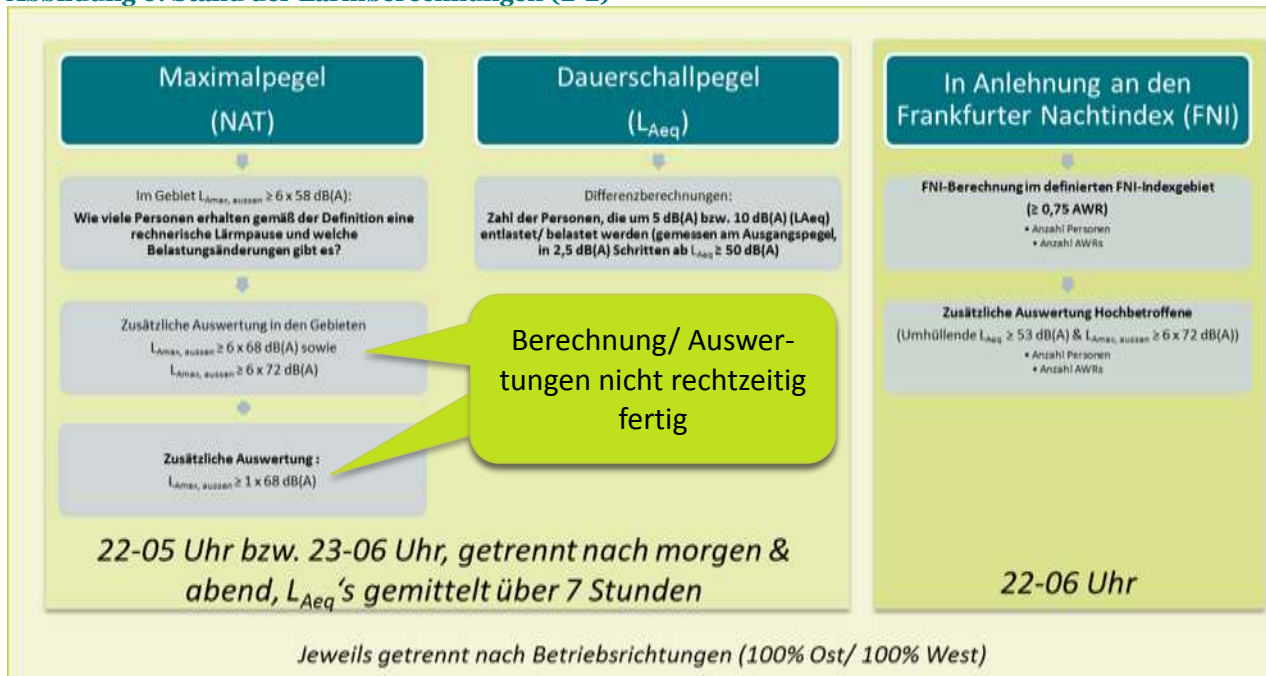 Maximalpegel
(NAT)
Im Gebiet LAmax, aussen ≥ 6 x 58 dB(A):
Wie viele Personen erhalten gemäß der Definition eine
rechnerische Lärmpause und welche
Belastungsänderungen gibt es?
Zusätzliche Auswertung in den Gebieten
LAmax, aussen ≥ 6 x 68 dB(A) sowie
LAmax, aussen ≥ 6 x 72 dB(A)
Zusätzliche Auswertung :
LAmax, aussen ≥ 1 x 68 dB(A)
Dauerschallpegel
(LAeq)
Differenzberechnungen:
Zahl der Personen, die um 5 dB(A) bzw. 10 dB(A) (LAeq)
entlastet/ belastet werden (gemessen am Ausgangspegel,
in 2,5 dB(A) Schritten ab LAeq ≥ 50 dB(A)
Berechnung/ Auswer-
tungen nicht rechtzeitig
fertig
22-05 Uhr bzw. 23-06 Uhr, getrennt nach morgen &
abend, LAeq‘s gemittelt über 7 Stunden
In Anlehnung an den
Frankfurter Nachtindex (FNI)
FNI-Berechnung im definierten FNI-Indexgebiet
(≥ 0,75 AWR)
• Anzahl Personen
• Anzahl AWRs
Zusätzliche Auswertung Hochbetroffene
(Umhüllende LAeq ≥ 53 dB(A) & LAmax, aussen ≥ 6 x 72 dB(A))
• Anzahl Personen
• Anzahl AWRs
22-06 Uhr
Jeweils getrennt nach Betriebsrichtungen (100% Ost/ 100% West)